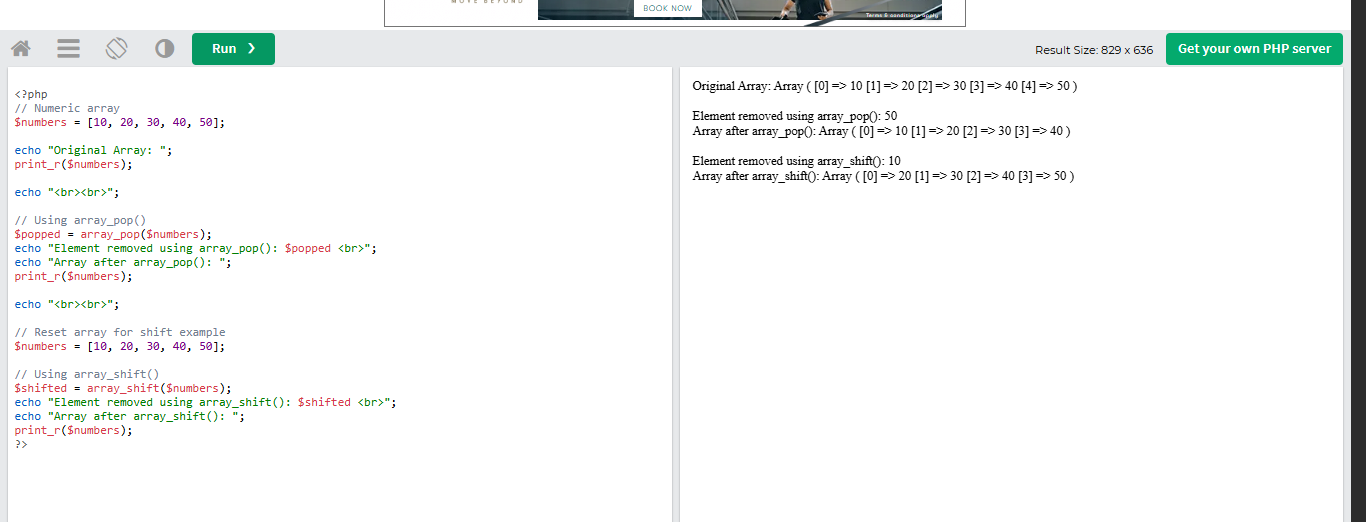 BOOK NOW
Terms & conditions apply
Run ❯
Result Size: 829 x 636
Get your own PHP server
<?php
// Numeric array
$numbers = [10, 20, 30, 40, 50];
echo "Original Array: ";
print_r($numbers);
echo "<br><br>";
// Using array_pop()
$popped = array_pop($numbers);
echo "Element removed using array_pop(): $popped <br>";
echo "Array after array_pop(): ";
print_r($numbers);
echo "<br><br>";
// Reset array for shift example
$numbers = [10, 20, 30, 40, 50];
// Using array_shift()
$shifted = array_shift($numbers);
echo "Element removed using array_shift(): $shifted <br>";
echo "Array after array_shift(): ";
print_r($numbers);
?>
Original Array: Array ( [0] => 10 [1] => 20 [2] => 30 [3] => 40 [4] => 50 )
Element removed using array_pop(): 50
Array after array_pop(): Array ( [0] => 10 [1] => 20 [2] => 30 [3] => 40 )
Element removed using array_shift(): 10
Array after array_shift(): Array ( [0] => 20 [1] => 30 [2] => 40 [3] => 50 )